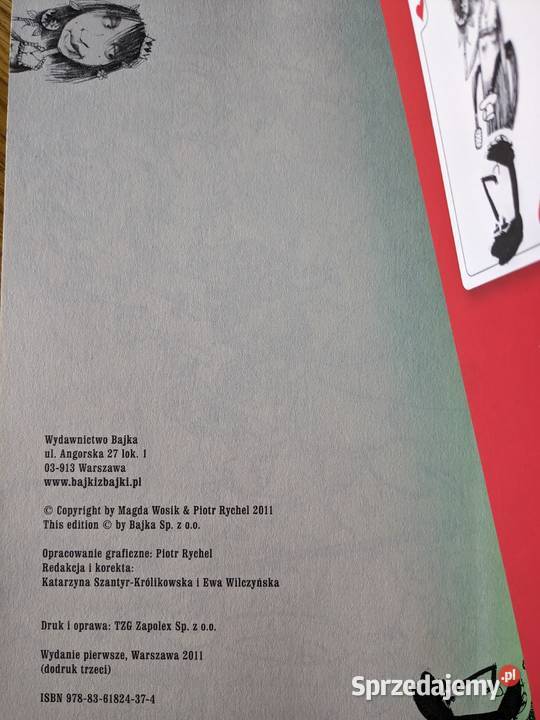 Wydawnictwo Bajka
ul. Angorska 27 lok. 1
03-913 Warszawa
www.bajkizbajki.pl
© Copyright by Magda Wosik & Piotr Rychel 2011
This edition © by Bajka Sp. z o.o.
Opracowanie graficzne: Piotr Rychel
Redakcja i korekta:
Katarzyna Szantyr-Królikowska i Ewa Wilczyńska
Druk i oprawa: TZG Zapolex Sp. z o.o.
Wydanie pierwsze, Warszawa 2011
(dodruk trzeci)
ISBN 978-83-61824-37-4
Sprzedajemy.pl